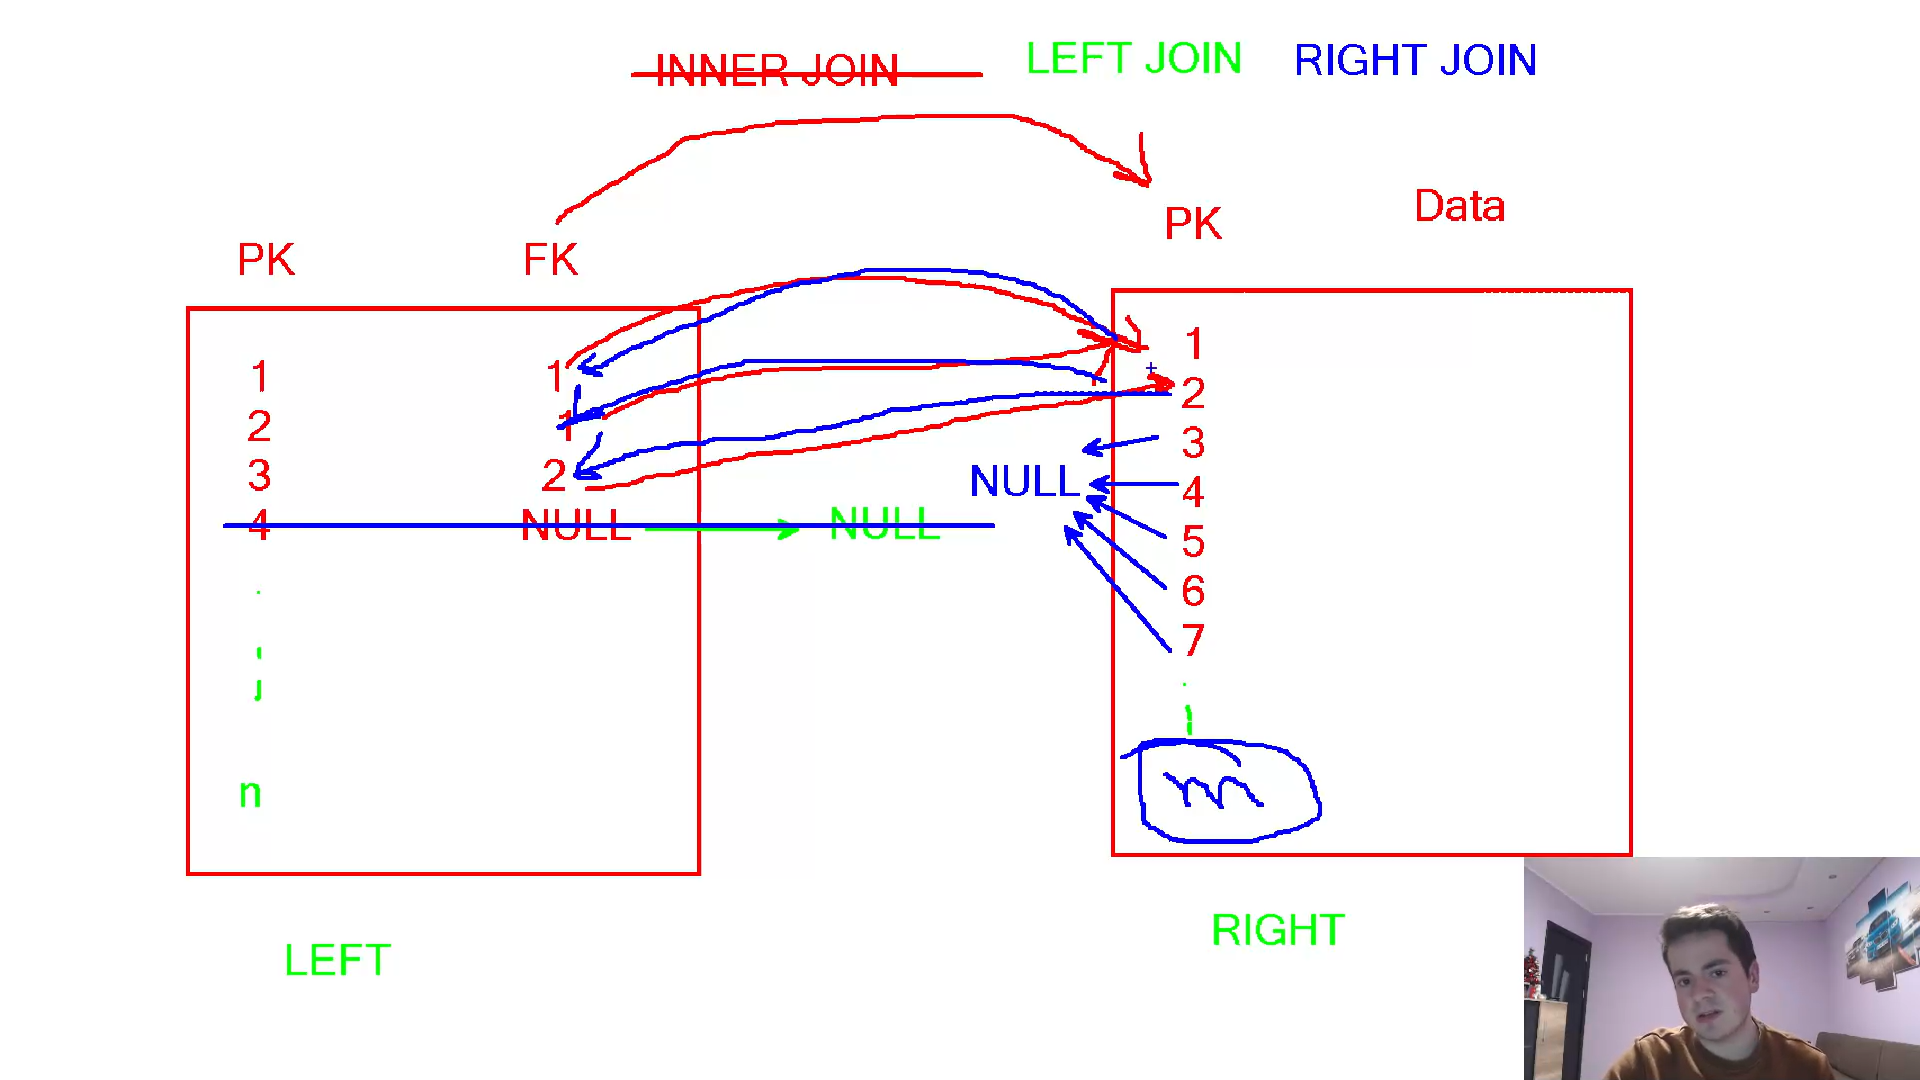 INNER JOIN LEFT JOIN RIGHT JOIN
PK FK PK Data
1 1 1
2 1 2
3 2 3
4 NULL NULL NULL 4
5
6
7
n m
LEFT RIGHT